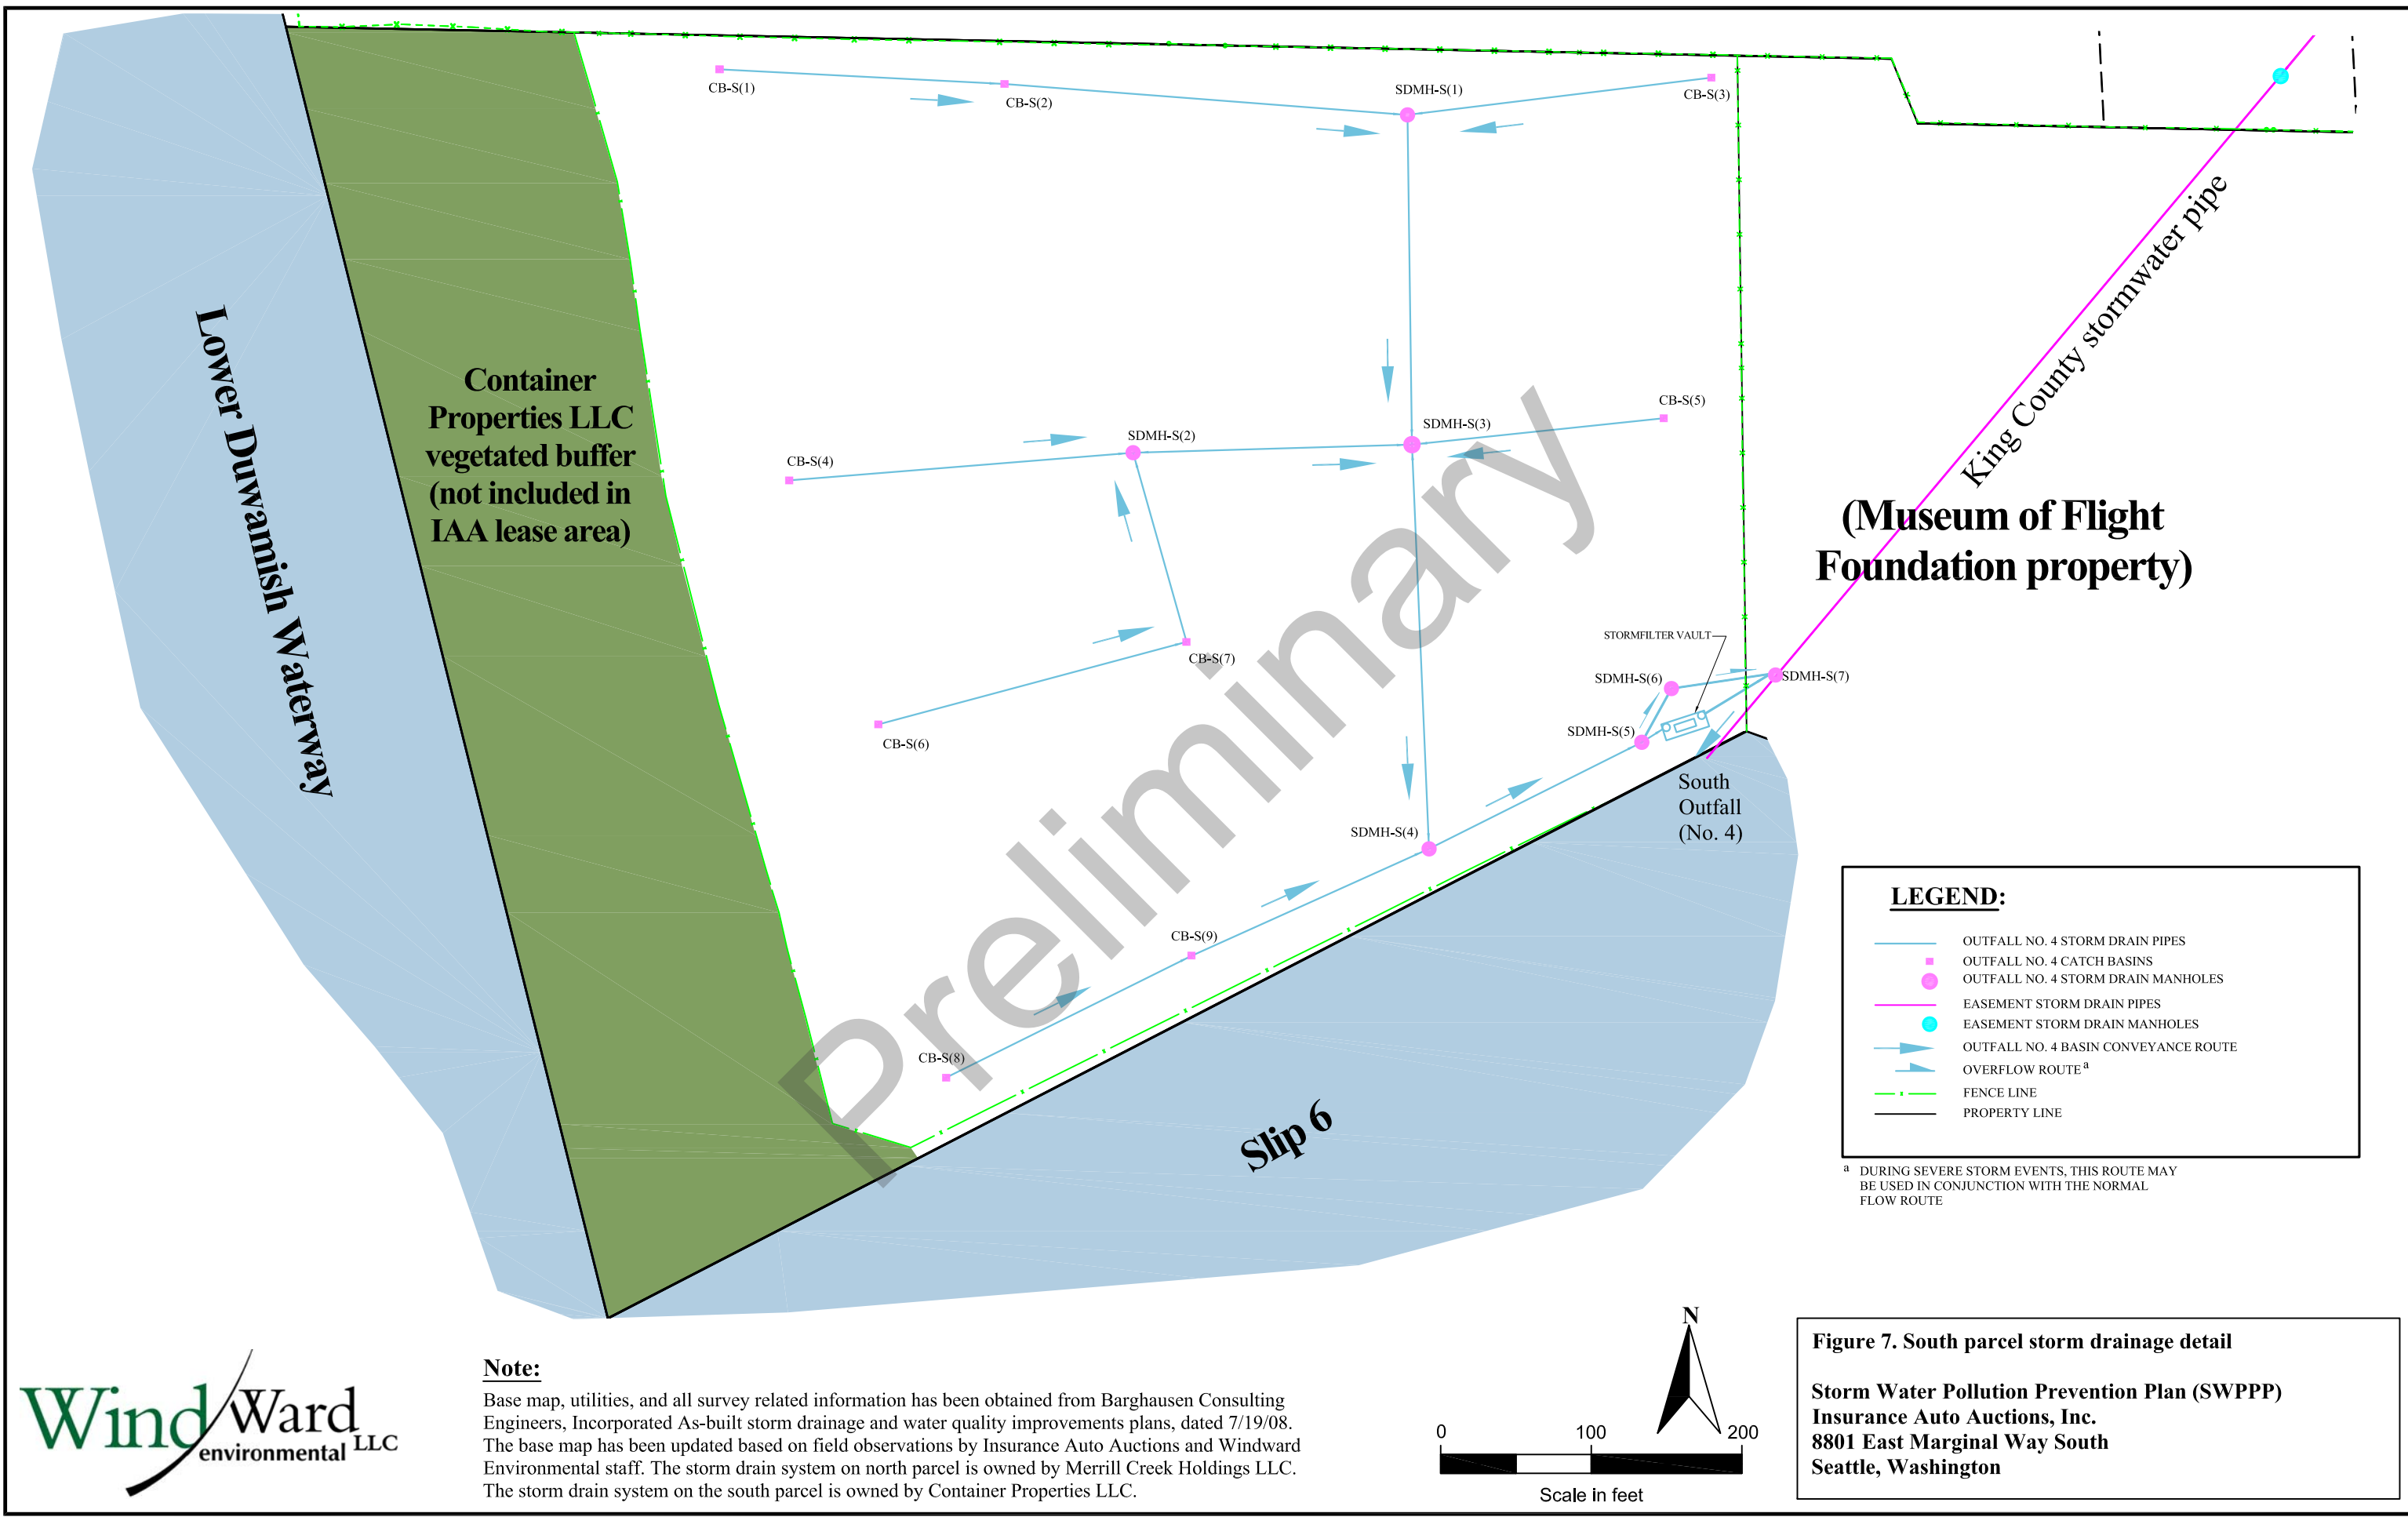 CB-S(1)
CB-S(2)
SDMH-S(1)
CB-S(3)
King County stormwater pipe
Lower Duwamish Waterway
Container
Properties LLC
vegetated buffer
(not included in
IAA lease area)
CB-S(4)
SDMH-S(2)
SDMH-S(3)
CB-S(5)
(Museum of Flight
Foundation property)
CB-S(7)
CB-S(6)
STORMFILTER VAULT
SDMH-S(6)
SDMH-S(7)
SDMH-S(5)
South
Outfall
(No. 4)
SDMH-S(4)
CB-S(9)
CB-S(8)
Slip 6
Preliminary
LEGEND:
OUTFALL NO. 4 STORM DRAIN PIPES
OUTFALL NO. 4 CATCH BASINS
OUTFALL NO. 4 STORM DRAIN MANHOLES
EASEMENT STORM DRAIN PIPES
EASEMENT STORM DRAIN MANHOLES
OUTFALL NO. 4 BASIN CONVEYANCE ROUTE
OVERFLOW ROUTE a
FENCE LINE
PROPERTY LINE
a DURING SEVERE STORM EVENTS, THIS ROUTE MAY
BE USED IN CONJUNCTION WITH THE NORMAL
FLOW ROUTE
WindWard
environmental LLC
Note:
Base map, utilities, and all survey related information has been obtained from Barghausen Consulting
Engineers, Incorporated As-built storm drainage and water quality improvements plans, dated 7/19/08.
The base map has been updated based on field observations by Insurance Auto Auctions and Windward
Environmental staff. The storm drain system on north parcel is owned by Merrill Creek Holdings LLC.
The storm drain system on the south parcel is owned by Container Properties LLC.
N
0 100 200
Scale in feet
Figure 7. South parcel storm drainage detail
Storm Water Pollution Prevention Plan (SWPPP)
Insurance Auto Auctions, Inc.
8801 East Marginal Way South
Seattle, Washington